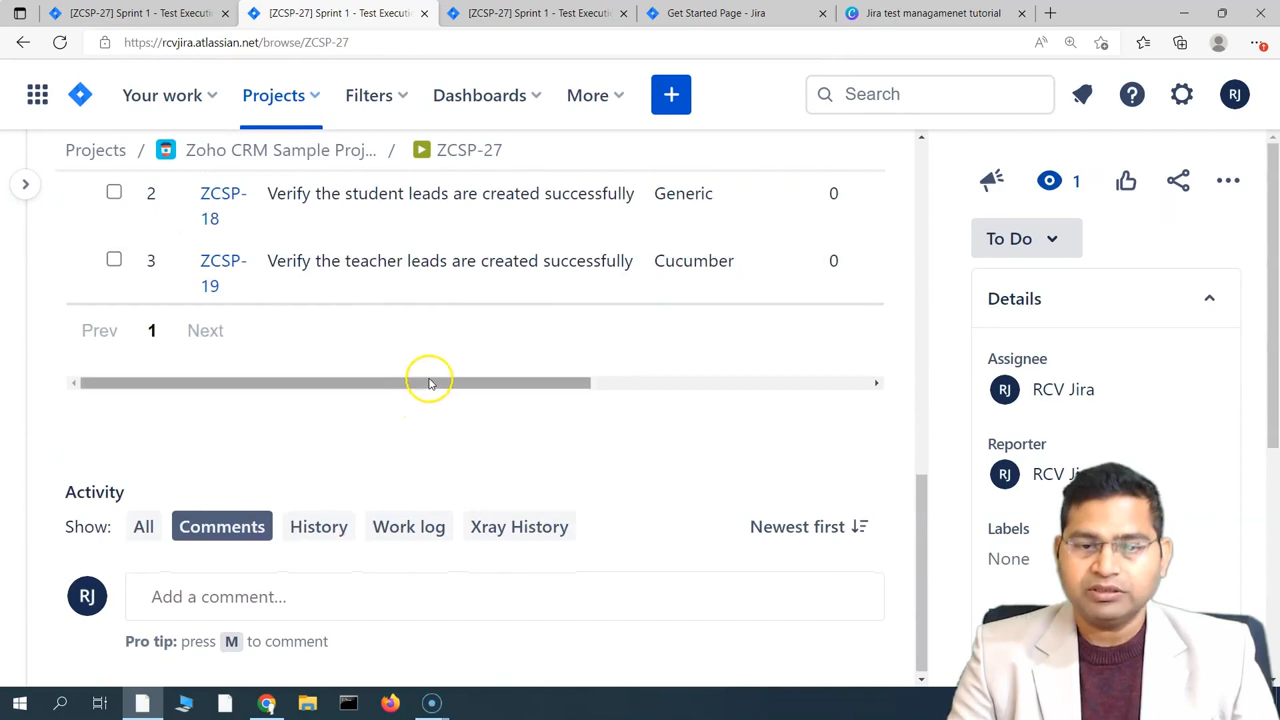 [ZCSP-27] Sprint 1 - Test Executi
[ZCSP-27] Sprint 1 - Test Executi
[ZCSP-27] Sprint 1 - Test Executi
Get Started Page - Jira
Jira test managamenet tutorial
https://rcvjira.atlassian.net/browse/ZCSP-27
Your work
Projects
Filters
Dashboards
More
Search
RJ
Projects / Zoho CRM Sample Proj... / ZCSP-27
1
2 ZCSP-18 Verify the student leads are created successfully Generic 0
To Do
3 ZCSP-19 Verify the teacher leads are created successfully Cucumber 0
Details
Prev 1 Next
Assignee
RJ RCV Jira
Reporter
RJ RCV Ji
Activity
Show: All Comments History Work log Xray History Newest first
Labels
None
RJ Add a comment...
Pro tip: press M to comment